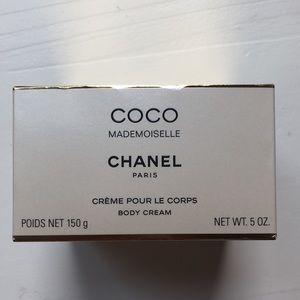 COCO
MADEMOISELLE
CHANEL
PARIS
CRÈME POUR LE CORPS
BODY CREAM
POIDS NET 150 g
NET WT. 5 OZ.